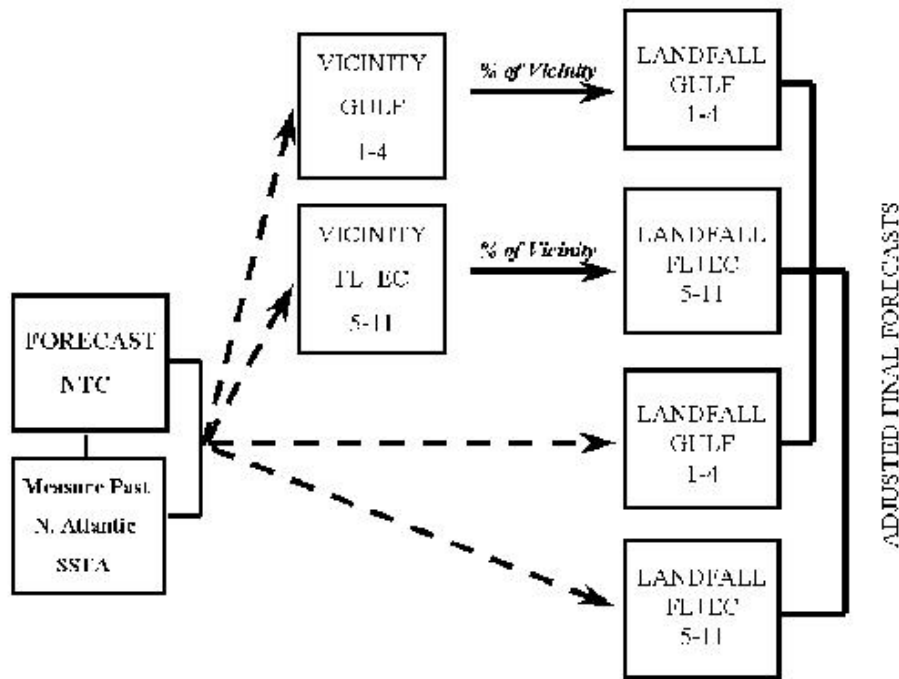 VICINITY
GULF
1-4
% of Vicinity
LANDFALL
GULF
1-4
VICINITY
FL+EC
5-11
% of Vicinity
LANDFALL
FL+EC
5-11
FORECAST
NTC
Measure Past
N. Atlantic
SSTA
LANDFALL
GULF
1-4
LANDFALL
FL+EC
5-11
ADJUSTED FINAL FORECASTS